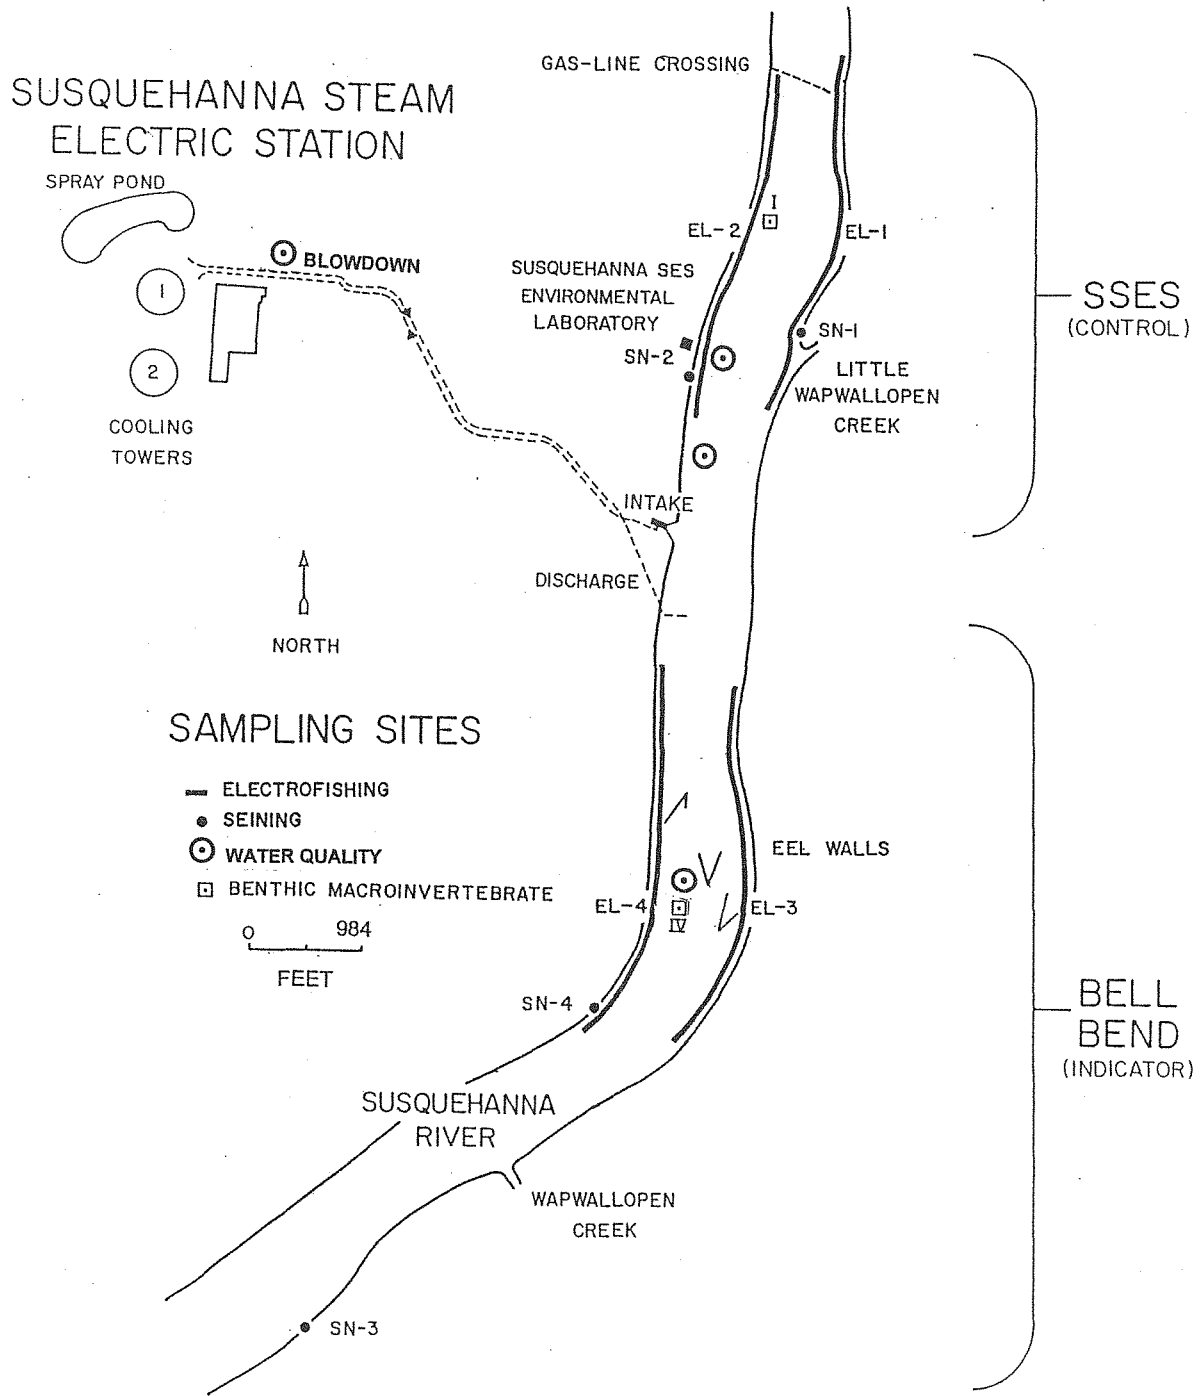 GAS-LINE CROSSING
SUSQUEHANNA STEAM
ELECTRIC STATION
SPRAY POND
I
EL-2
EL-1
BLOWDOWN
SUSQUEHANNA SES
ENVIRONMENTAL
LABORATORY
1
SSES
(CONTROL)
SN-1
SN-2
2
LITTLE
WAPWALLOPEN
CREEK
COOLING
TOWERS
INTAKE
DISCHARGE
NORTH
SAMPLING SITES
ELECTROFISHING
SEINING
WATER QUALITY
BENTHIC MACROINVERTEBRATE
0 984
FEET
EEL WALLS
EL-4
IV
EL-3
SN-4
BELL
BEND
(INDICATOR)
SUSQUEHANNA
RIVER
WAPWALLOPEN
CREEK
SN-3